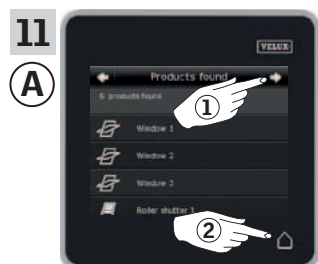 11
A
VELUX
Products found
6 products found
1
Window 1
Window 2
Window 3
Roller shutter 1
2